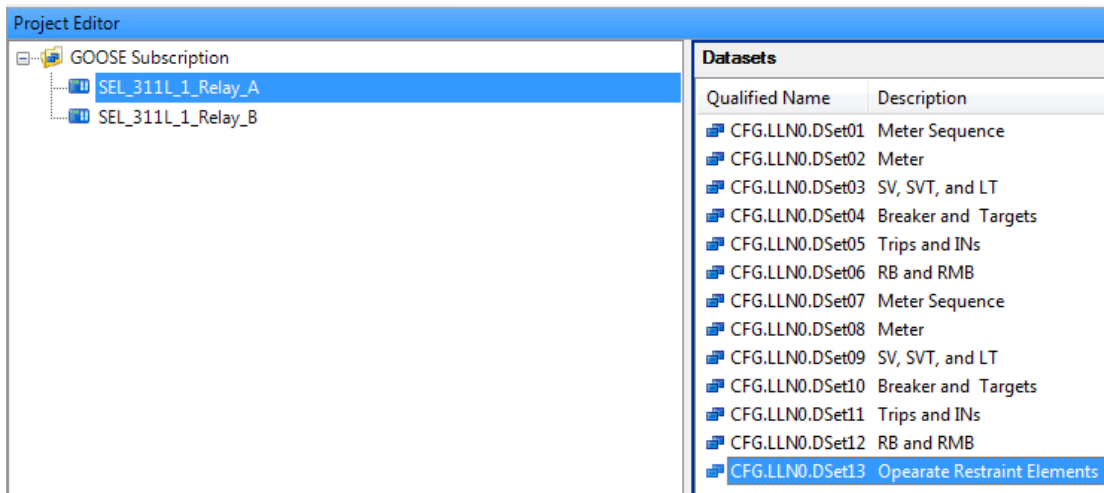 Project Editor
GOOSE Subscription
SEL_311L_1_Relay_A
SEL_311L_1_Relay_B
Datasets
Qualified Name Description
CFG.LLN0.DSet01 Meter Sequence
CFG.LLN0.DSet02 Meter
CFG.LLN0.DSet03 SV, SVT, and LT
CFG.LLN0.DSet04 Breaker and Targets
CFG.LLN0.DSet05 Trips and INs
CFG.LLN0.DSet06 RB and RMB
CFG.LLN0.DSet07 Meter Sequence
CFG.LLN0.DSet08 Meter
CFG.LLN0.DSet09 SV, SVT, and LT
CFG.LLN0.DSet10 Breaker and Targets
CFG.LLN0.DSet11 Trips and INs
CFG.LLN0.DSet12 RB and RMB
CFG.LLN0.DSet13 Opearate Restraint Elements